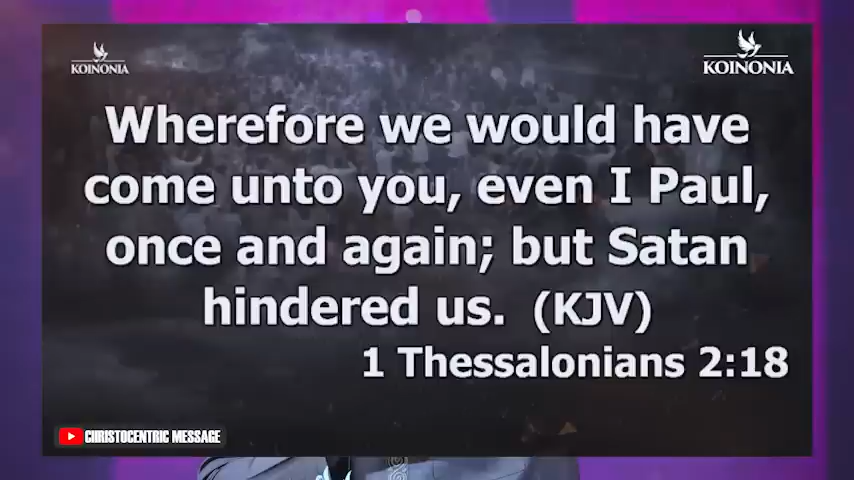 KOINONIA
KOINONIA
Wherefore we would have
come unto you, even I Paul,
once and again; but Satan
hindered us. (KJV)
1 Thessalonians 2:18
CHRISTOCENTRIC MESSAGE